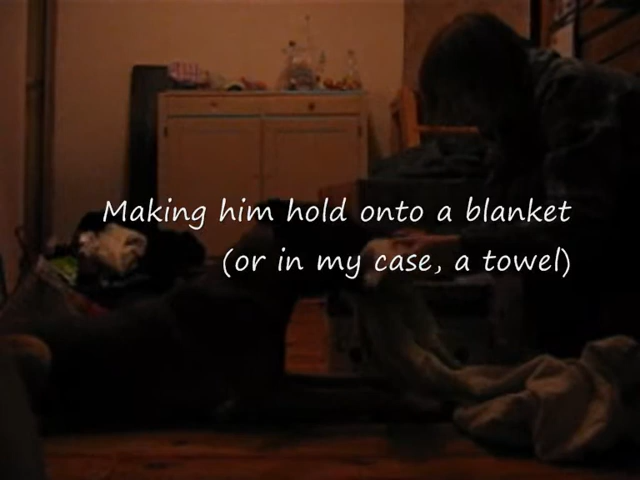 Making him hold onto a blanket
(or in my case, a towel)